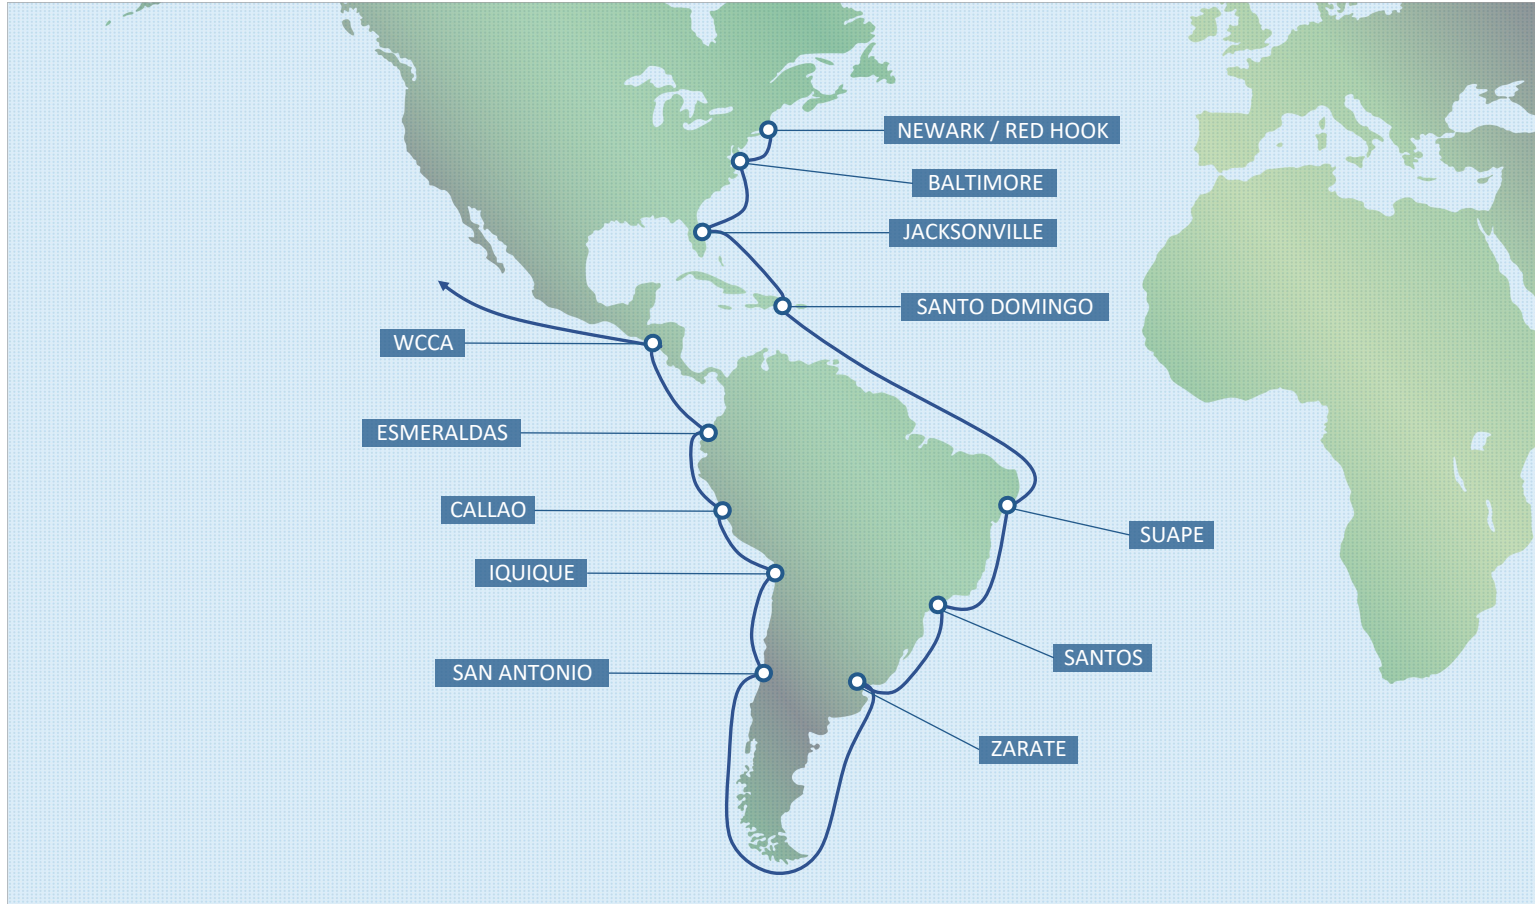 NEWARK / RED HOOK
BALTIMORE
JACKSONVILLE
SANTO DOMINGO
WCCA
ESMERALDAS
CALLAO
SUAPE
IQUIQUE
SANTOS
SAN ANTONIO
ZARATE